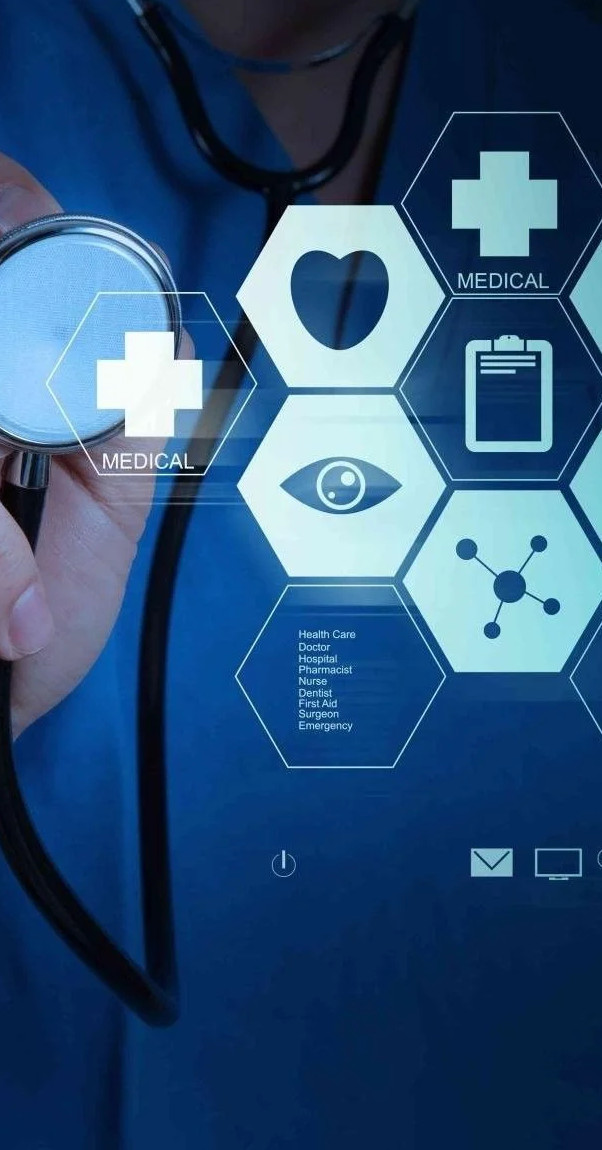 MEDICAL
MEDICAL
Health Care
Doctor
Hospital
Pharmacist
Nurse
Dentist
First Aid
Surgeon
Emergency